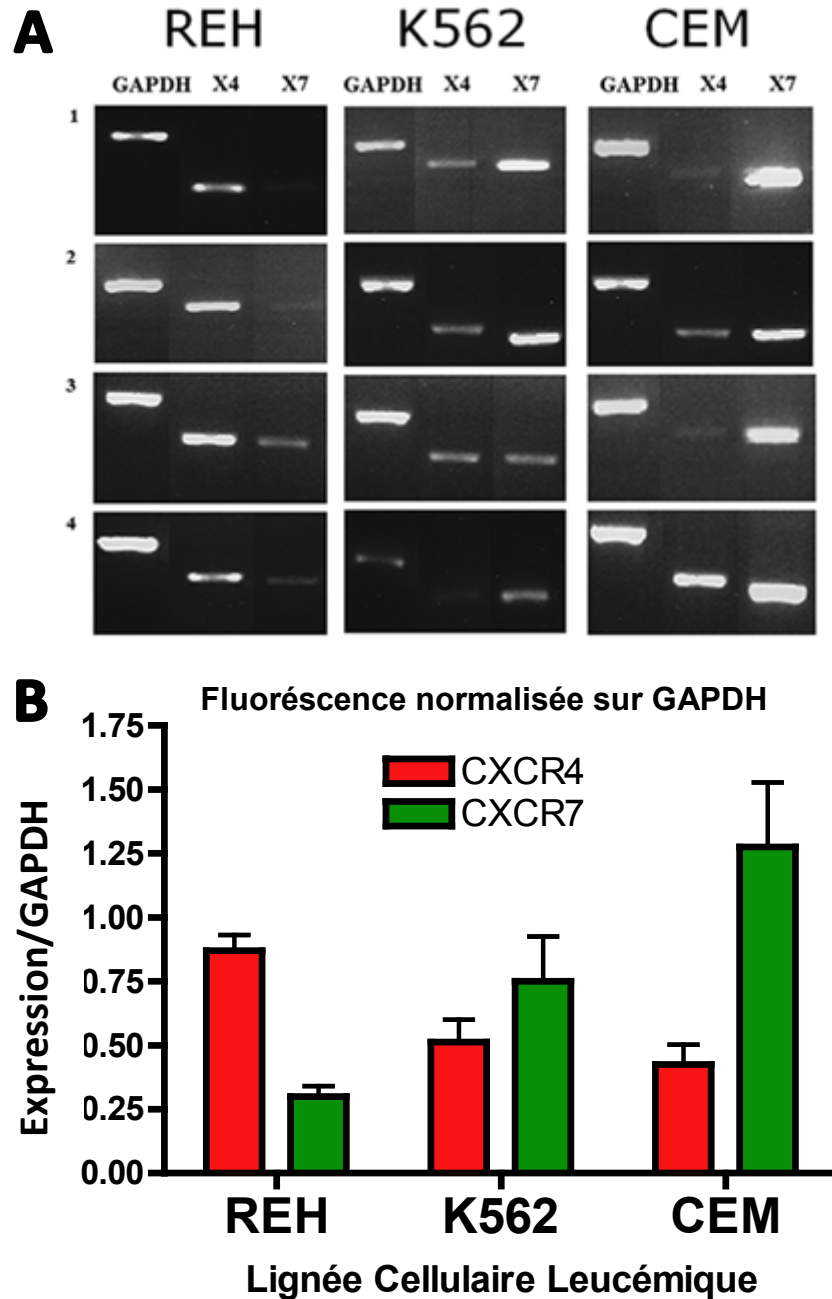 A
REH K562 CEM
GAPDH X4 X7 GAPDH X4 X7 GAPDH X4 X7
1
2
3
4
B
Fluoréscence normalisée sur GAPDH
CXCR4
CXCR7
Expression/GAPDH
1.75
1.50
1.25
1.00
0.75
0.50
0.25
0.00
REH K562 CEM
Lignée Cellulaire Leucémique